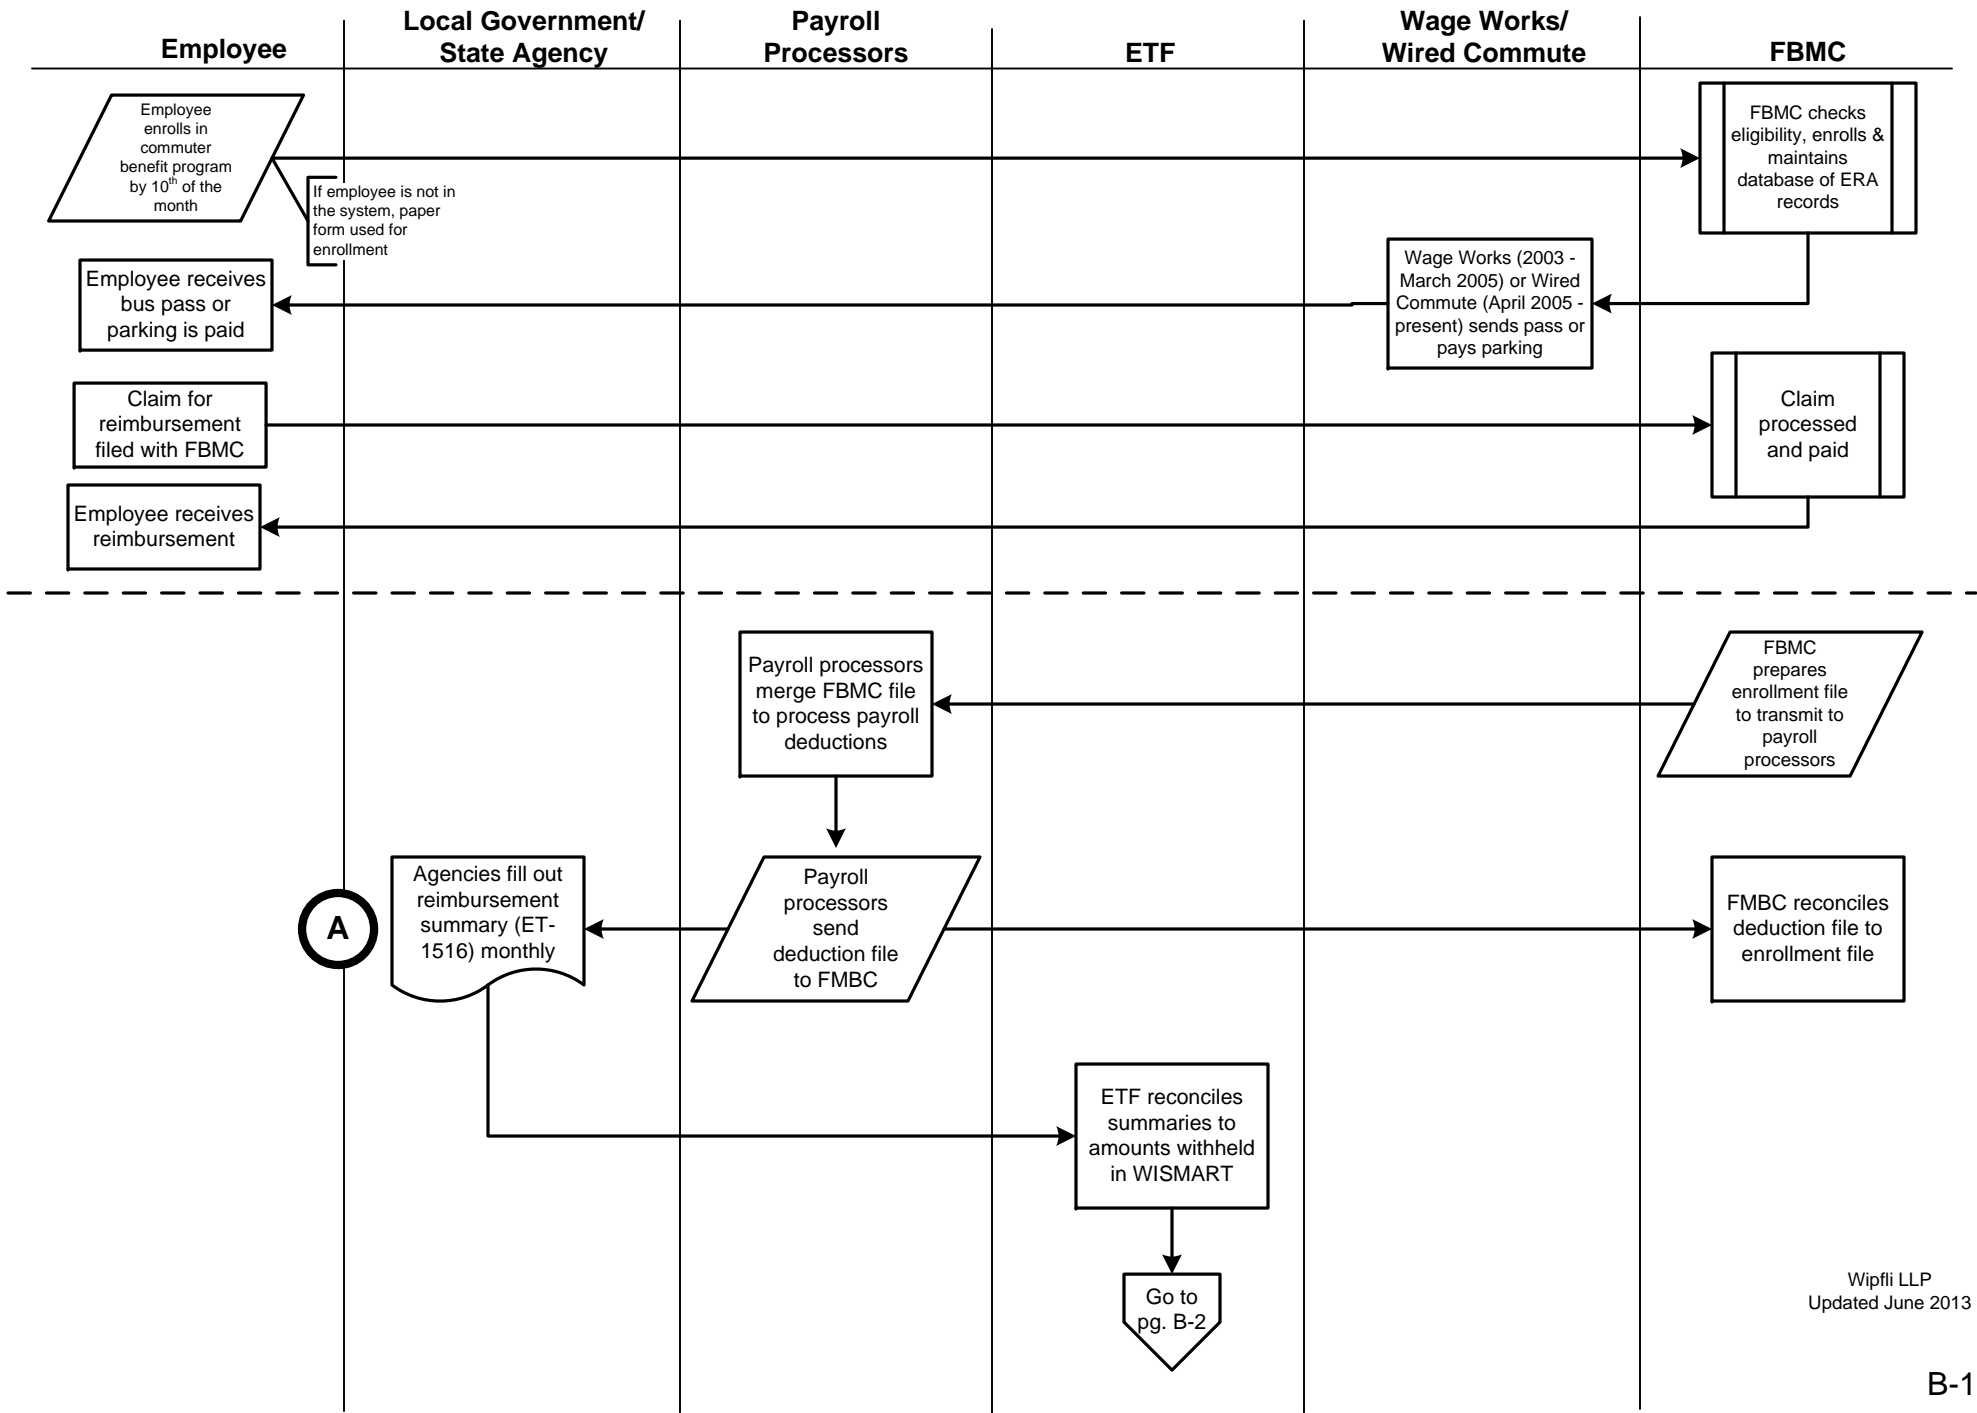 Employee
Local Government/
State Agency
Payroll
Processors
ETF
Wage Works/
Wired Commute
FBMC
Employee
enrolls in
commuter
benefit program
by 10th of the
month
If employee is not in
the system, paper
form used for
enrollment
FBMC checks
eligibility, enrolls &
maintains
database of ERA
records
Employee receives
bus pass or
parking is paid
Wage Works (2003 -
March 2005) or Wired
Commute (April 2005 -
present) sends pass or
pays parking
Claim for
reimbursement
filed with FBMC
Claim
processed
and paid
Employee receives
reimbursement
Payroll processors
merge FBMC file
to process payroll
deductions
FBMC
prepares
enrollment file
to transmit to
payroll
processors
A
Agencies fill out
reimbursement
summary (ET-
1516) monthly
Payroll
processors
send
deduction file
to FMBC
FMBC reconciles
deduction file to
enrollment file
ETF reconciles
summaries to
amounts withheld
in WISMART
Go to
pg. B-2
Wipfli LLP
Updated June 2013
B-1